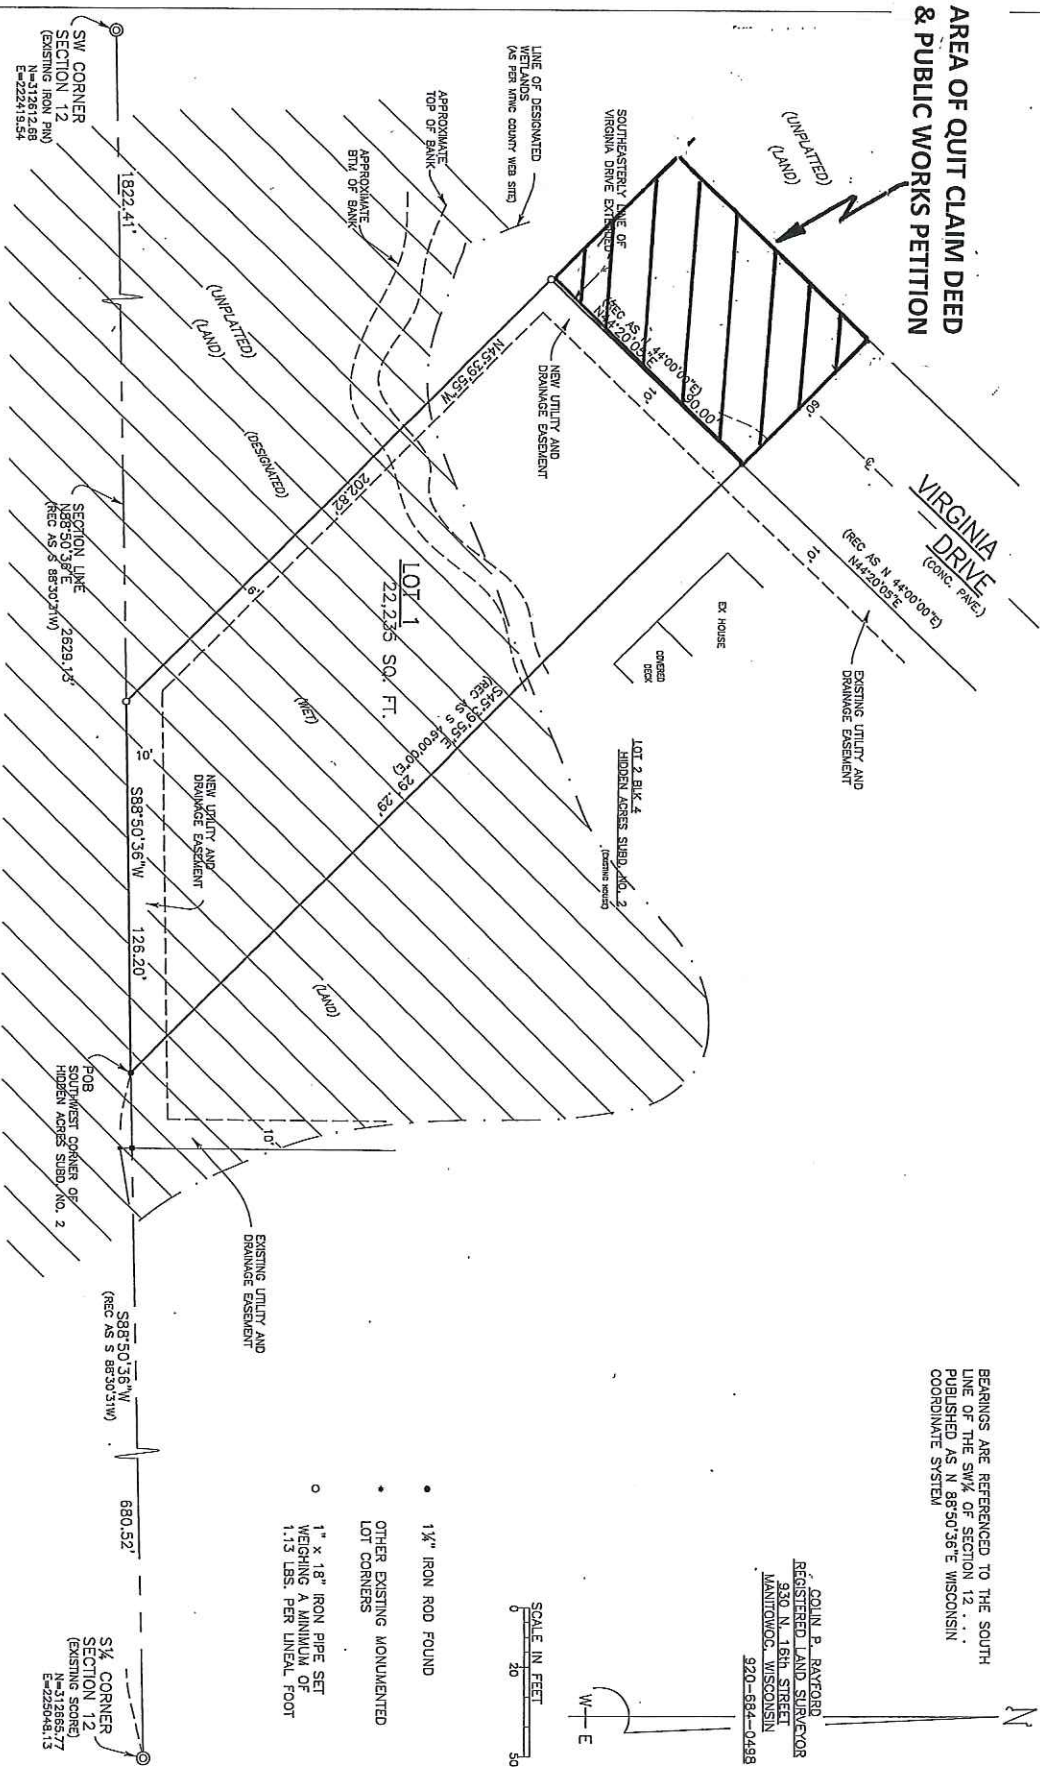 AREA OF QUIT CLAIM DEED
& PUBLIC WORKS PETITION
(UNPLATTED)
(LAND)
VIRGINIA
DRIVE
(CONC. PAVE.)
(REC AS N 44°00'00"E)
N44°20'05"E
60'
10'
EXISTING UTILITY AND
DRAINAGE EASEMENT
LINE OF DESIGNATED
WETLANDS
(AS PER MTWC COUNTY WEB SITE)
SOUTHEASTERLY LINE OF
VIRGINIA DRIVE EXTENDED
(REC AS N 44°00'00"E)
N44°20'05"E
90.00'
10'
NEW UTILITY AND
DRAINAGE EASEMENT
APPROXIMATE
TOP OF BANK
APPROXIMATE
BTM OF BANK
EX HOUSE
COVERED
DECK
LOT 2 BLK 4
HIDDEN ACRES SUBD. NO. 2
(EXISTING HOUSE)
N45°39'55"W
202.82'
LOT 1
22,235 SQ. FT.
S45°39'55"E
(REC AS S 46°00'00"E)
(UNPLATTED)
(LAND)
(DESIGNATED)
(WET)
(LAND)
6'
10'
NEW UTILITY AND
DRAINAGE EASEMENT
10'
EXISTING UTILITY AND
DRAINAGE EASEMENT
SW CORNER
SECTION 12
(EXISTING IRON PIN)
N=312612.68
E=222419.54
1822.41'
SECTION LINE
N88°50'36"E 2629.13'
(REC AS S 88°30'31"W)
S88°50'36"W
126.20'
POB
SOUTHWEST CORNER OF
HIDDEN ACRES SUBD. NO. 2
S88°50'36"W
(REC AS S 88°30'31W)
680.52'
S¼ CORNER
SECTION 12
(EXISTING SCORE)
N=312665.77
E=225048.13
BEARINGS ARE REFERENCED TO THE SOUTH
LINE OF THE SW¼ OF SECTION 12 . . .
PUBLISHED AS N 88°50'36"E WISCONSIN
COORDINATE SYSTEM
COLIN P. RAYFORD
REGISTERED LAND SURVEYOR
930 N. 16th STREET
MANITOWOC, WISCONSIN
920-684-0498
N
W E
SCALE IN FEET
0 20 50
1¼" IRON ROD FOUND
OTHER EXISTING MONUMENTED
LOT CORNERS
1" x 18" IRON PIPE SET
WEIGHING A MINIMUM OF
1.13 LBS. PER LINEAL FOOT